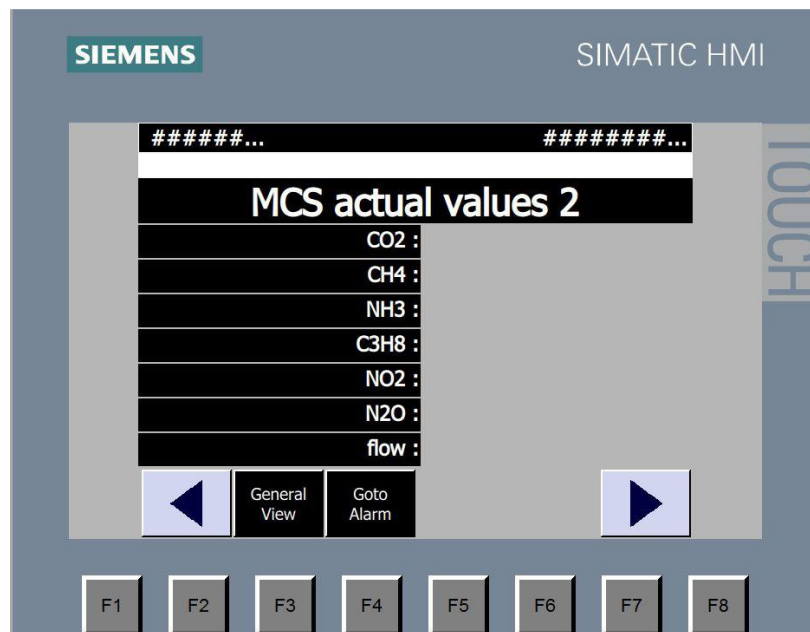 SIEMENS
SIMATIC HMI
TOUCH
######... ########...
MCS actual values 2
CO2 :
CH4 :
NH3 :
C3H8 :
NO2 :
N2O :
flow :
General
View
Goto
Alarm
F1 F2 F3 F4 F5 F6 F7 F8